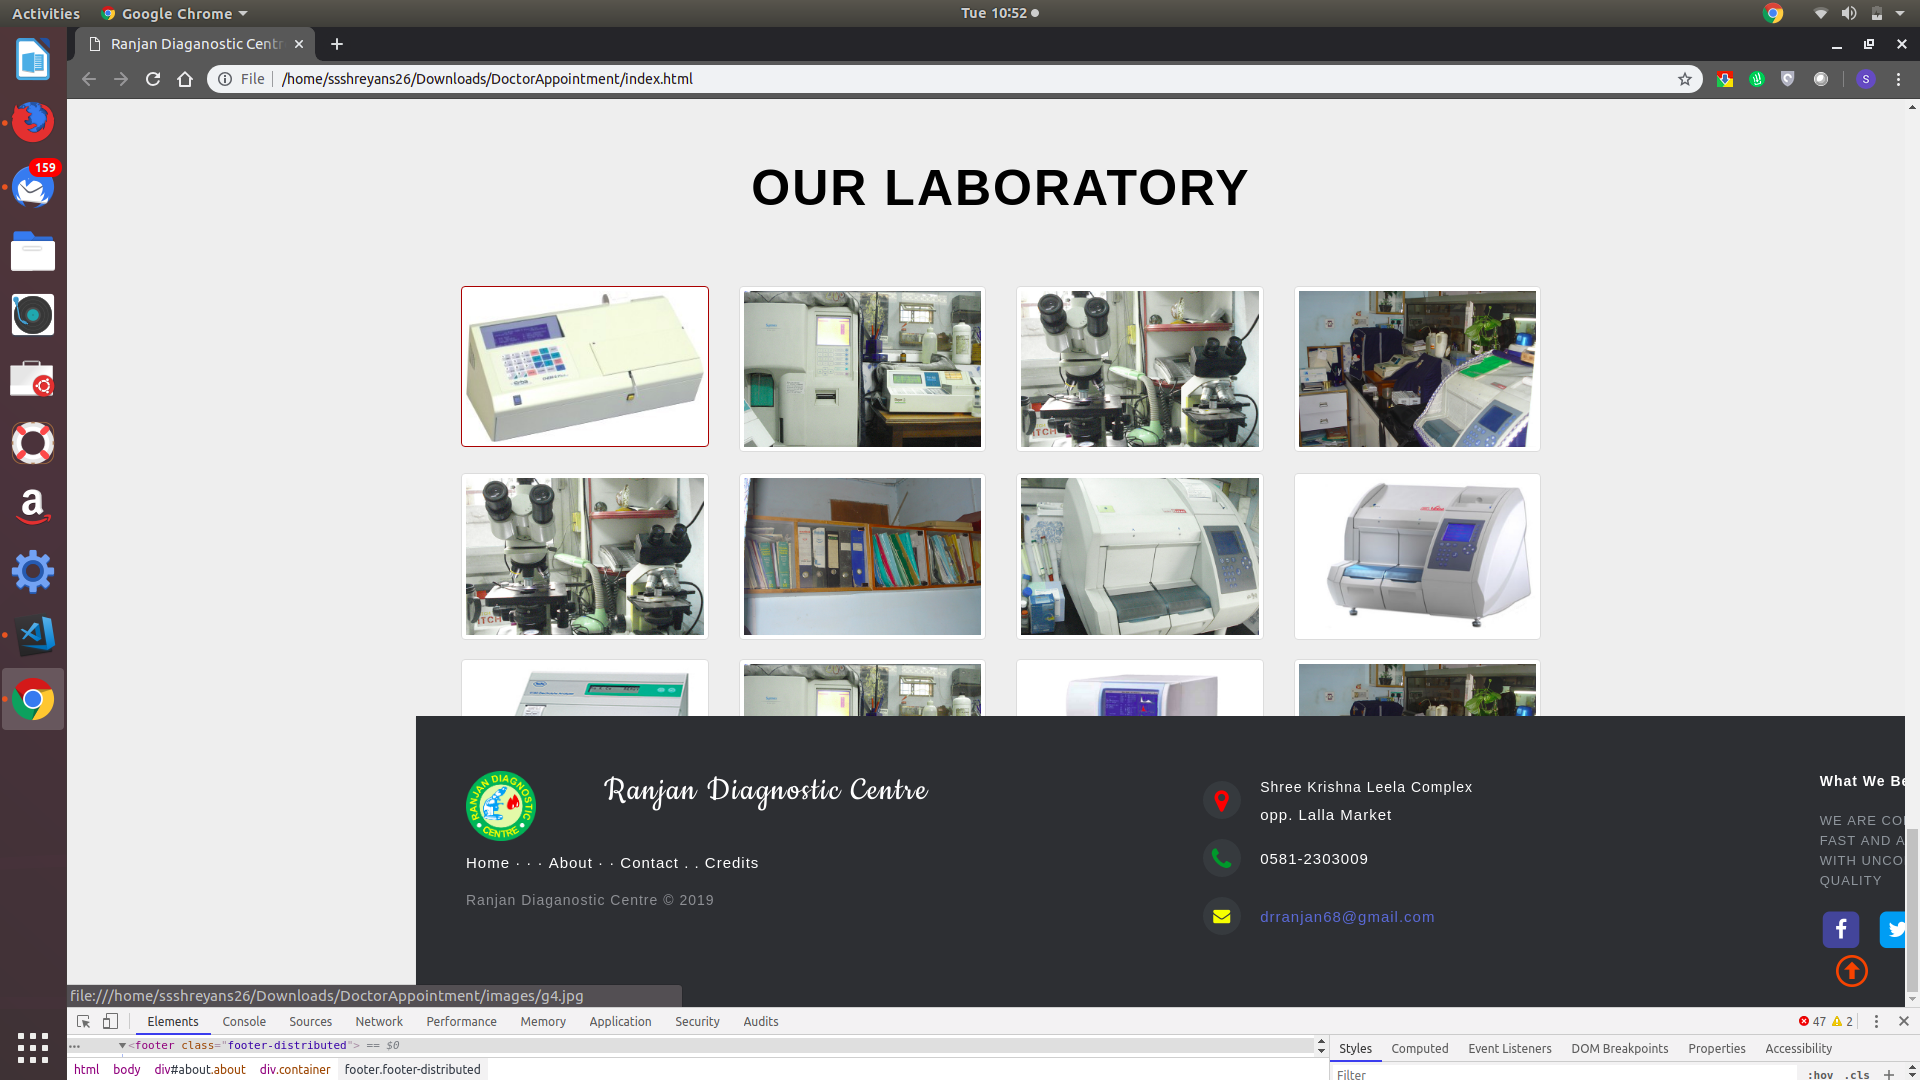 Activities
Google Chrome
Tue 10:52
Ranjan Diaganostic Cent
File
/home/ssshreyans26/Downloads/DoctorAppointment/index.html
S
159
OUR LABORATORY
RANJAN DIAGNOSTIC CENTRE
Ranjan Diagnostic Centre
Home · · · About · · Contact . . Credits
Ranjan Diaganostic Centre © 2019
Shree Krishna Leela Complex
opp. Lalla Market
0581-2303009
drranjan68@gmail.com
What We Be
WE ARE CO
FAST AND A
WITH UNCO
QUALITY
file:///home/ssshreyans26/Downloads/DoctorAppointment/images/g4.jpg
Elements Console Sources Network Performance Memory Application Security Audits
47 2
<footer class="footer-distributed"> == $0
html body div#about.about div.container footer.footer-distributed
Styles Computed Event Listeners DOM Breakpoints Properties Accessibility
Filter
:hov .cls +